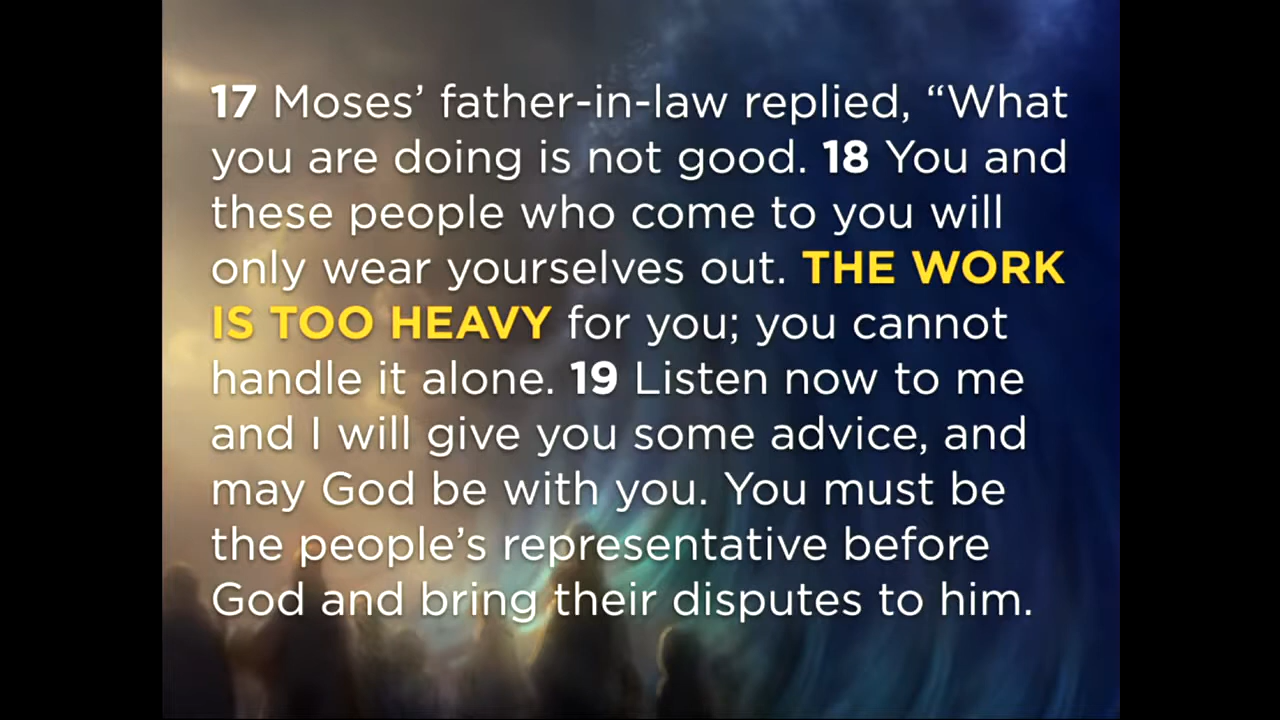 17 Moses’ father-in-law replied, “What
you are doing is not good. 18 You and
these people who come to you will
only wear yourselves out. THE WORK
IS TOO HEAVY for you; you cannot
handle it alone. 19 Listen now to me
and I will give you some advice, and
may God be with you. You must be
the people’s representative before
God and bring their disputes to him.